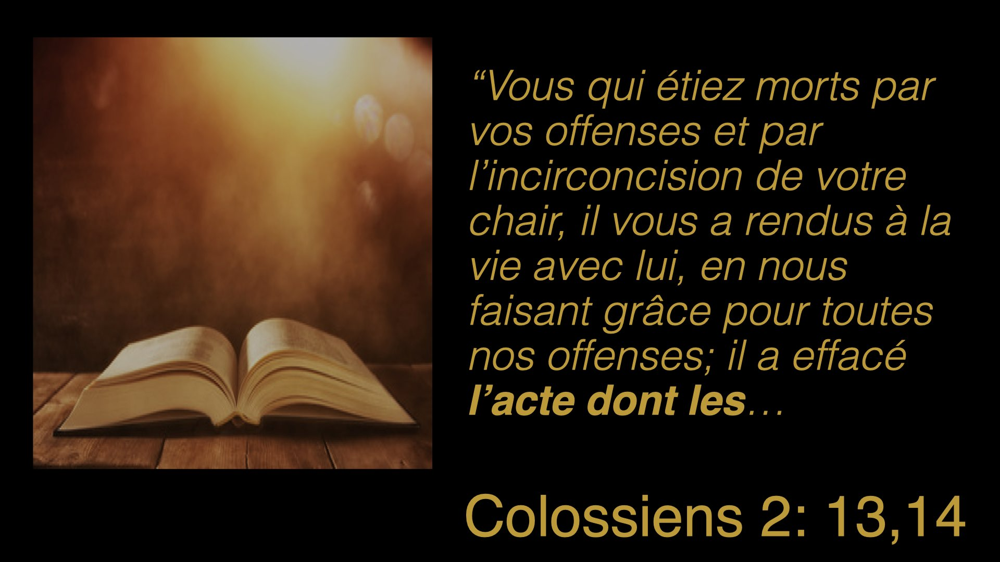 “Vous qui étiez morts par
vos offenses et par
l’incirconcision de votre
chair, il vous a rendus à la
vie avec lui, en nous
faisant grâce pour toutes
nos offenses; il a effacé
l’acte dont les…
Colossiens 2: 13,14